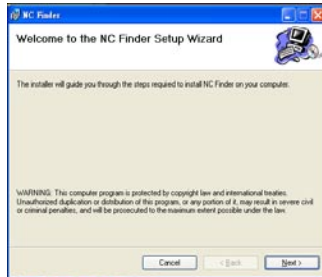 NC Finder
Welcome to the NC Finder Setup Wizard
The installer will guide you through the steps required to install NC Finder on your computer.
WARNING: This computer program is protected by copyright law and international treaties.
Unauthorized duplication or distribution of this program, or any portion of it, may result in severe civil
or criminal penalties, and will be prosecuted to the maximum extent possible under the law.
Cancel
< Back
Next >